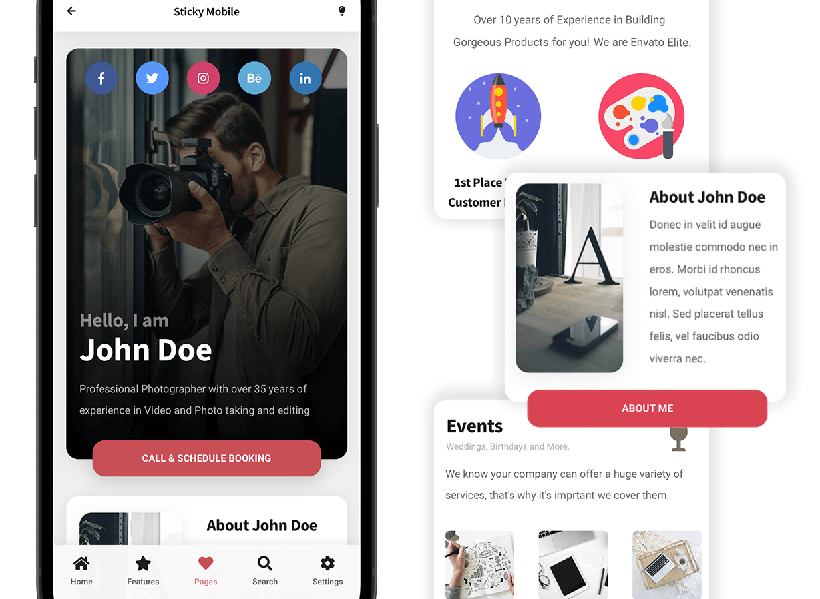 Sticky Mobile
f
Bē
in
Hello, I am
John Doe
Professional Photographer with over 35 years of
experience in Video and Photo taking and editing
CALL & SCHEDULE BOOKING
About John Doe
Home
Features
Pages
Search
Settings
Over 10 years of Experience in Building
Gorgeous Products for you! We are Envato Elite.
1st Place
Customer
About John Doe
Donec in velit id augue
molestie commodo nec in
eros. Morbi id rhoncus
lorem, volutpat venenatis
nisl. Sed placerat tellus
felis, vel faucibus odio
viverra nec.
A
ABOUT ME
Events
Weddings, Birthdays and More.
We know your company can offer a huge variety of
services, that's why it's imprtant we cover them.